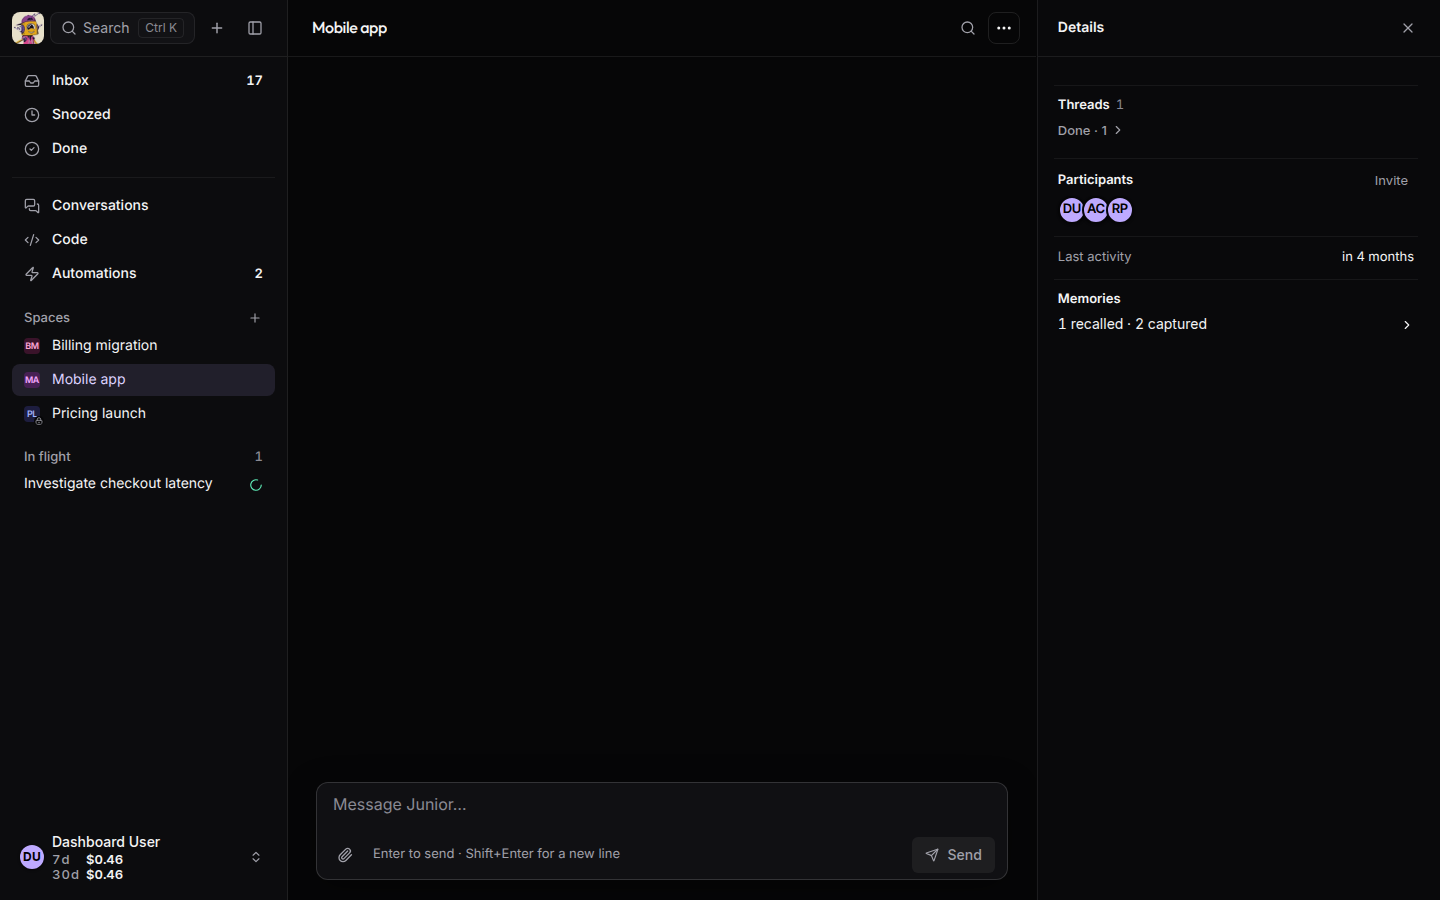 Search Ctrl K
Inbox 17
Snoozed
Done
Conversations
Code
Automations 2
Spaces
BM Billing migration
MA Mobile app
PL Pricing launch
In flight 1
Investigate checkout latency
DU Dashboard User
7d $0.46
30d $0.46
Mobile app
Message Junior...
Enter to send · Shift+Enter for a new line
Send
Details
Threads 1
Done · 1
Participants Invite
DU AC RP
Last activity in 4 months
Memories
1 recalled · 2 captured